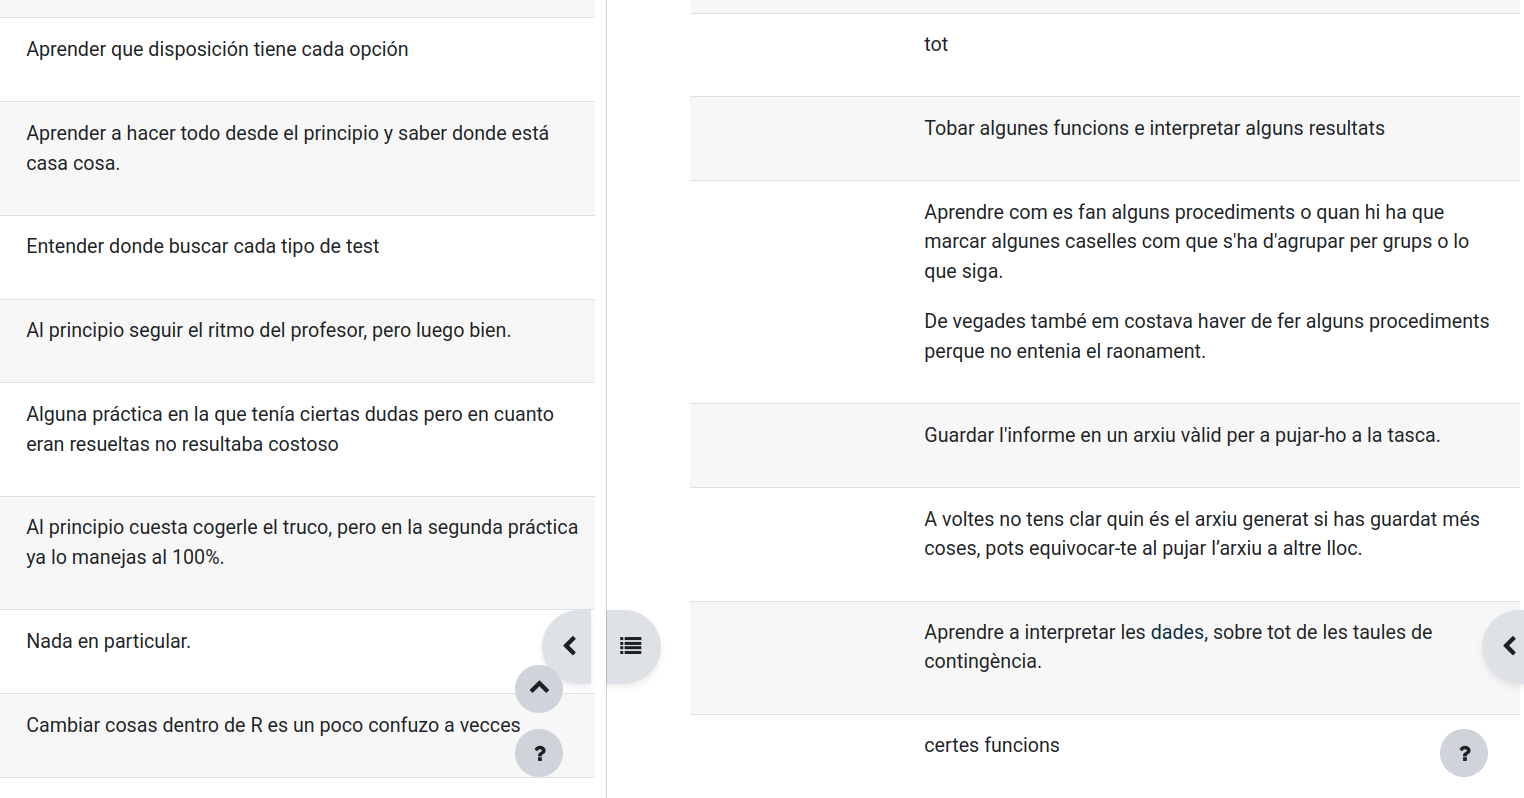 Aprender que disposición tiene cada opción
Aprender a hacer todo desde el principio y saber donde está
casa cosa.
Entender donde buscar cada tipo de test
Al principio seguir el ritmo del profesor, pero luego bien.
Alguna práctica en la que tenía ciertas dudas pero en cuanto
eran resueltas no resultaba costoso
Al principio cuesta cogerle el truco, pero en la segunda práctica
ya lo manejas al 100%.
Nada en particular.
Cambiar cosas dentro de R es un poco confuzo a vecces
?
tot
Tobar algunes funcions e interpretar alguns resultats
Aprendre com es fan alguns procediments o quan hi ha que
marcar algunes caselles com que s'ha d'agrupar per grups o lo
que siga.
De vegades també em costava haver de fer alguns procediments
perque no entenia el raonament.
Guardar l'informe en un arxiu vàlid per a pujar-ho a la tasca.
A voltes no tens clar quin és el arxiu generat si has guardat més
coses, pots equivocar-te al pujar l’arxiu a altre lloc.
Aprendre a interpretar les dades, sobre tot de les taules de
contingència.
certes funcions
?